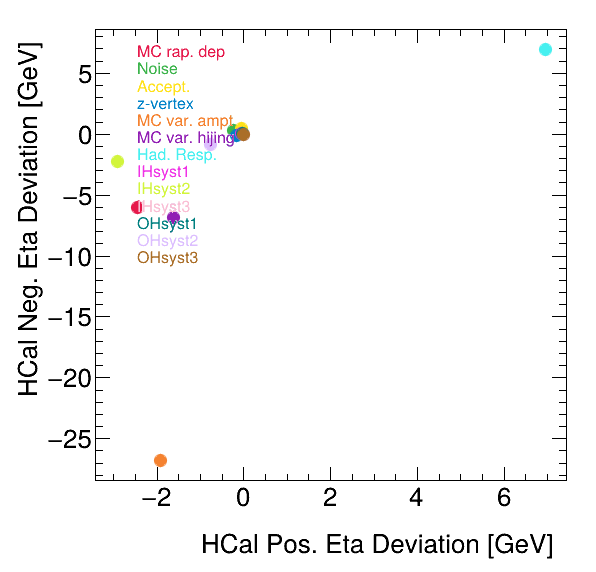 MC rap. dep
Noise
Accept.
z-vertex
MC var. ampt
MC var. hijing
Had. Resp.
IHsyst1
IHsyst2
IHsyst3
OHsyst1
OHsyst2
OHsyst3
HCal Neg. Eta Deviation [GeV]
5
0
−5
−10
−15
−20
−25
−2
0
2
4
6
HCal Pos. Eta Deviation [GeV]